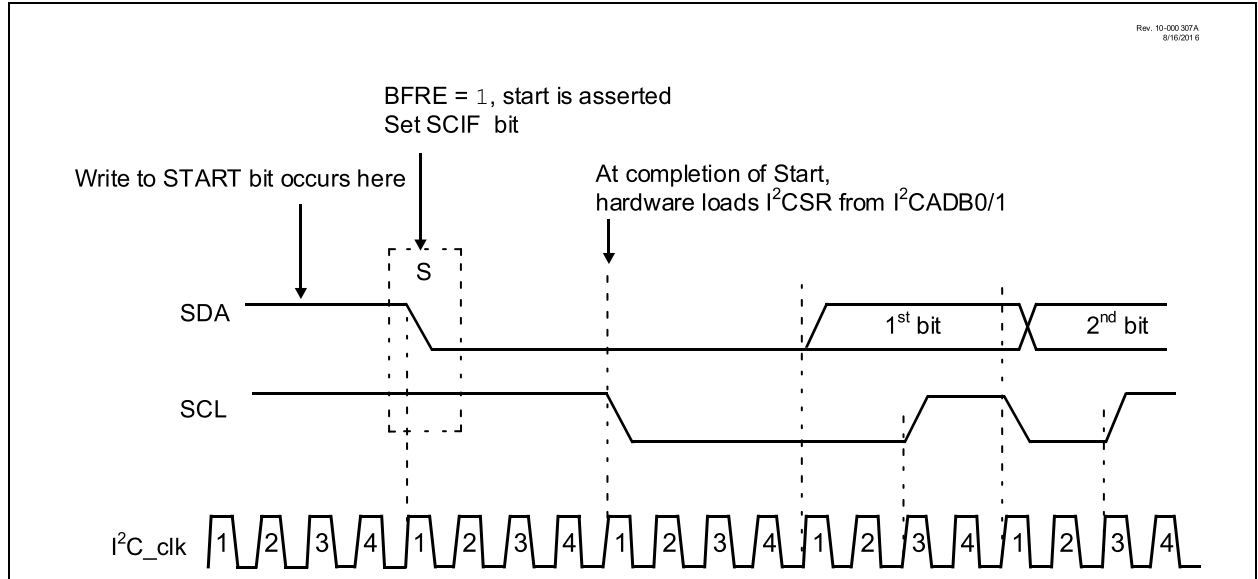 Rev. 10-000307A
8/16/2016
BFRE = 1, start is asserted
Set SCIF bit
Write to START bit occurs here
At completion of Start,
hardware loads I²CSR from I²CADB0/1
S
SDA
1st bit
2nd bit
SCL
I²C_clk 1 2 3 4 1 2 3 4 1 2 3 4 1 2 3 4 1 2 3 4